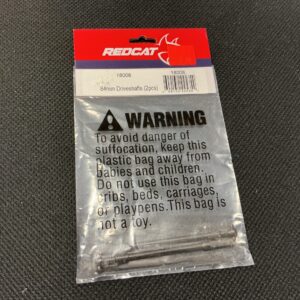 REDCAT
18008 18008
84mm Driveshafts (2pcs)
WARNING
To avoid danger of
suffocation, keep this
plastic bag away from
babies and children.
Do not use this bag in
cribs, beds, carriages,
or playpens. This bag is
not a toy.